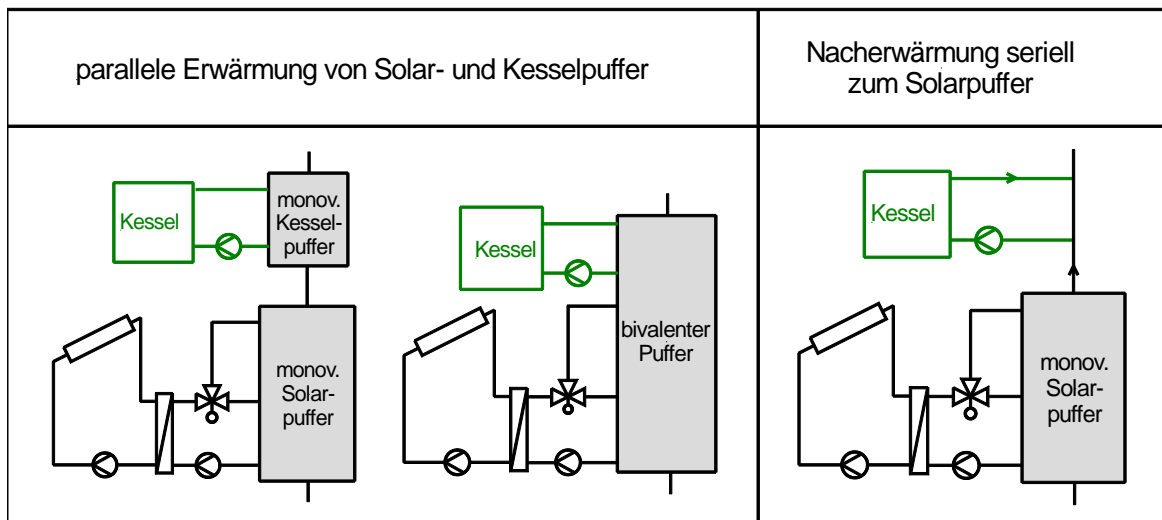 parallele Erwärmung von Solar- und Kesselpuffer
Nacherwärmung seriell
zum Solarpuffer
Kessel
monov.
Kessel-
puffer
monov.
Solar-
puffer
Kessel
bivalenter
Puffer
Kessel
monov.
Solar-
puffer